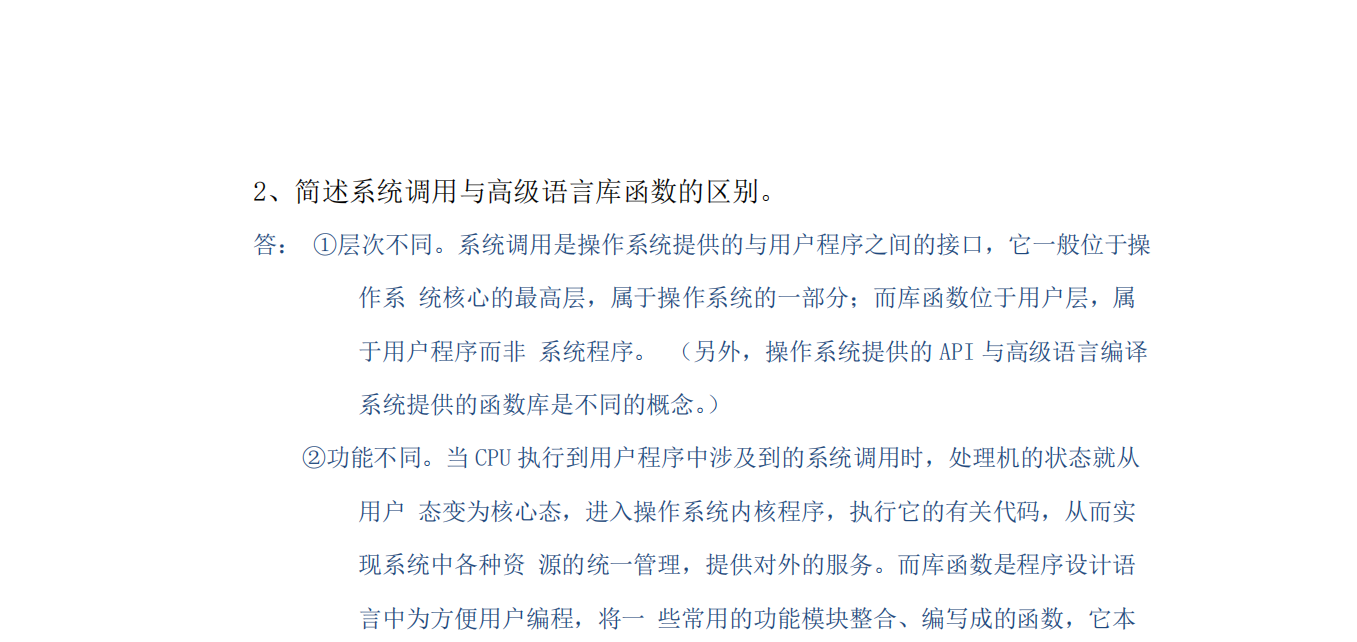 2、简述系统调用与高级语言库函数的区别。
答： ①层次不同。系统调用是操作系统提供的与用户程序之间的接口，它一般位于操
作系 统核心的最高层，属于操作系统的一部分；而库函数位于用户层，属
于用户程序而非 系统程序。 （另外，操作系统提供的 API 与高级语言编译
系统提供的函数库是不同的概念。）
②功能不同。当 CPU 执行到用户程序中涉及到的系统调用时，处理机的状态就从
用户 态变为核心态，进入操作系统内核程序，执行它的有关代码，从而实
现系统中各种资 源的统一管理，提供对外的服务。而库函数是程序设计语
言中为方便用户编程，将一 些常用的功能模块整合、编写成的函数，它本